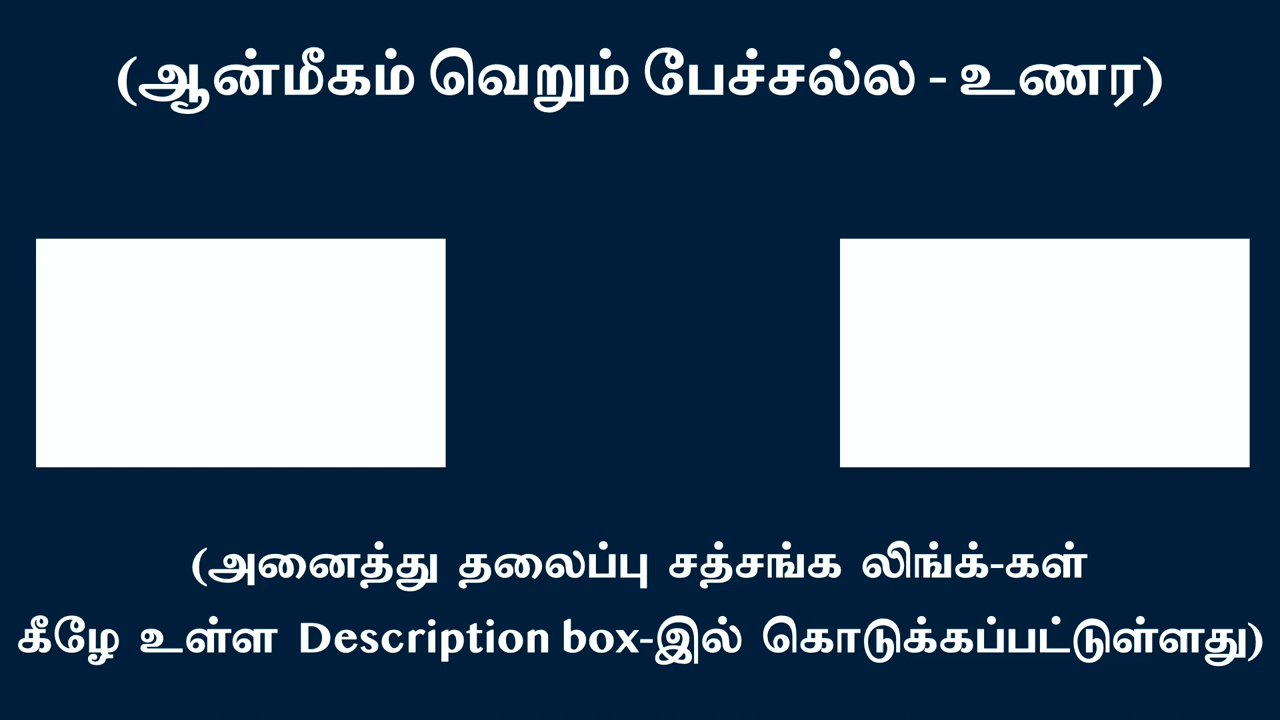 (ஆன்மீகம் வெறும் பேச்சல்ல - உணர)
(அனைத்து தலைப்பு சத்சங்க லிங்க்-கள்
கீழே உள்ள Description box-இல் கொடுக்கப்பட்டுள்ளது)